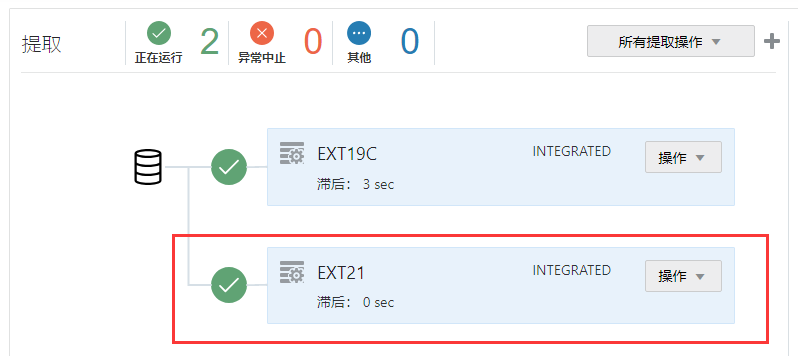 提取
2
正在运行
0
异常中止
0
其他
所有提取操作
EXT19C
INTEGRATED
操作
滞后： 3 sec
EXT21
INTEGRATED
操作
滞后： 0 sec